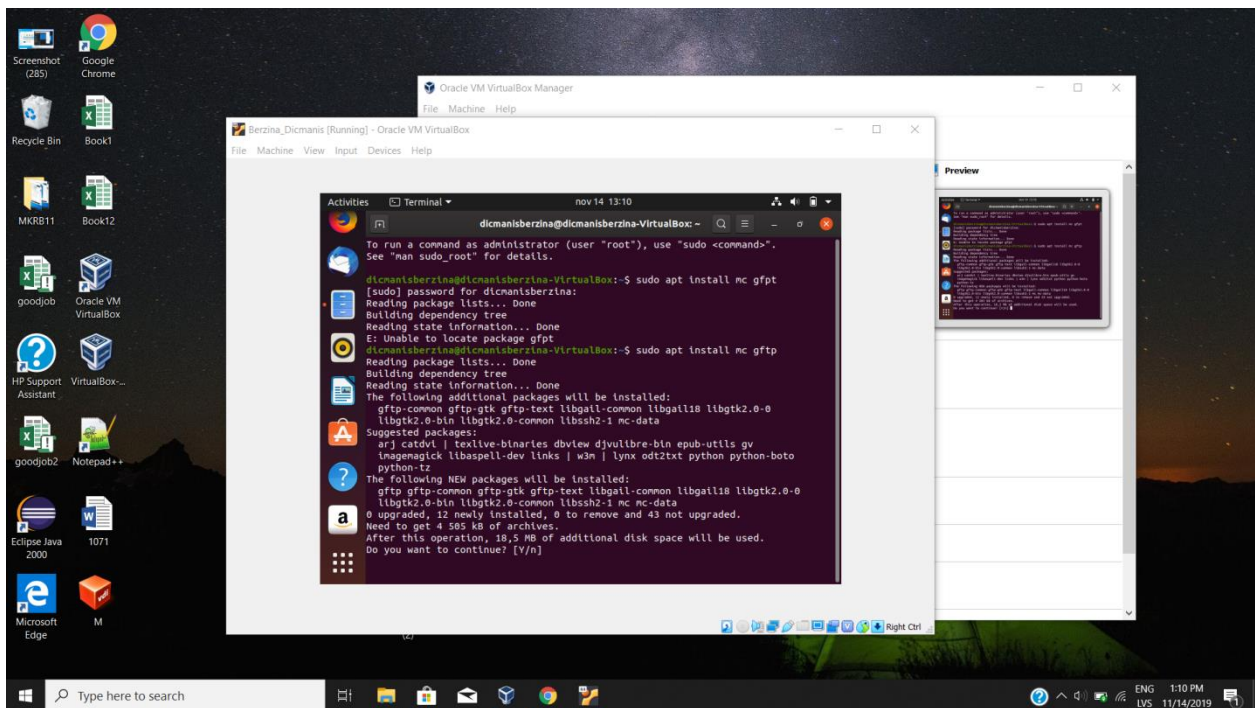 Screenshot
(285)
Google
Chrome
Recycle Bin
Book1
MKRB11
Book12
goodjob
Oracle VM
VirtualBox
HP Support
Assistant
VirtualBox-...
goodjob2
Notepad++
Eclipse Java
2000
1071
Microsoft
Edge
M
(2)
Oracle VM VirtualBox Manager
File Machine Help
Preview
Berzina_Dicmanis [Running] - Oracle VM VirtualBox
File Machine View Input Devices Help
Activities Terminal nov 14 13:10
dicmanisberzina@dicmanisberzina-VirtualBox: ~
To run a command as administrator (user "root"), use "sudo <command>".
See "man sudo_root" for details.
dicmanisberzina@dicmanisberzina-VirtualBox:~$ sudo apt install mc gfpt
[sudo] password for dicmanisberzina:
Reading package lists... Done
Building dependency tree
Reading state information... Done
E: Unable to locate package gfpt
dicmanisberzina@dicmanisberzina-VirtualBox:~$ sudo apt install mc gftp
Reading package lists... Done
Building dependency tree
Reading state information... Done
The following additional packages will be installed:
gftp-common gftp-gtk gftp-text libgail-common libgail18 libgtk2.0-0
libgtk2.0-bin libgtk2.0-common libssh2-1 mc-data
Suggested packages:
arj catdvi | texlive-binaries dbview djvulibre-bin epub-utils gv
imagemagick libaspell-dev links | w3m | lynx odt2txt python python-boto
python-tz
The following NEW packages will be installed:
gftp gftp-common gftp-gtk gftp-text libgail-common libgail18 libgtk2.0-0
libgtk2.0-bin libgtk2.0-common libssh2-1 mc mc-data
0 upgraded, 12 newly installed, 0 to remove and 43 not upgraded.
Need to get 4 505 kB of archives.
After this operation, 18,5 MB of additional disk space will be used.
Do you want to continue? [Y/n]
Right Ctrl
Type here to search
ENG
LVS
1:10 PM
11/14/2019